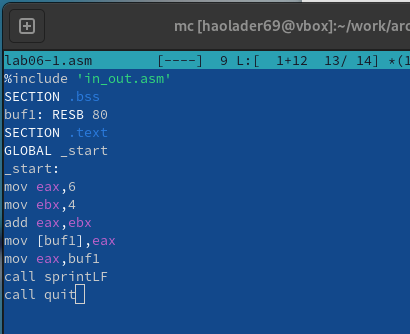 mc [haolader69@vbox]:~/work/arc
lab06-1.asm [----] 9 L:[ 1+12 13/ 14] *(1
%include 'in_out.asm'
SECTION .bss
buf1: RESB 80
SECTION .text
GLOBAL _start
_start:
mov eax,6
mov ebx,4
add eax,ebx
mov [buf1],eax
mov eax,buf1
call sprintLF
call quit